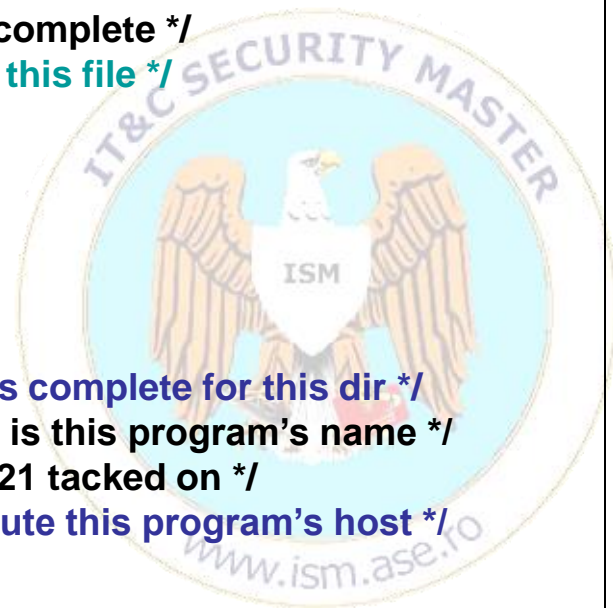 complete */
this file */
IT&C SECURITY MASTER
ISM
s complete for this dir */
is this program’s name */
21 tacked on */
ute this program’s host */
www.ism.ase.ro